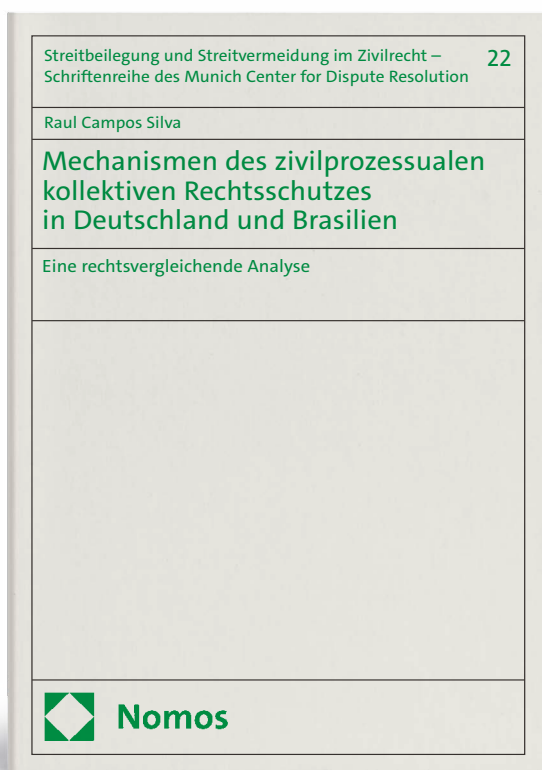 Streitbeilegung und Streitvermeidung im Zivilrecht –
Schriftenreihe des Munich Center for Dispute Resolution
22
Raul Campos Silva
Mechanismen des zivilprozessualen
kollektiven Rechtsschutzes
in Deutschland und Brasilien
Eine rechtsvergleichende Analyse
Nomos